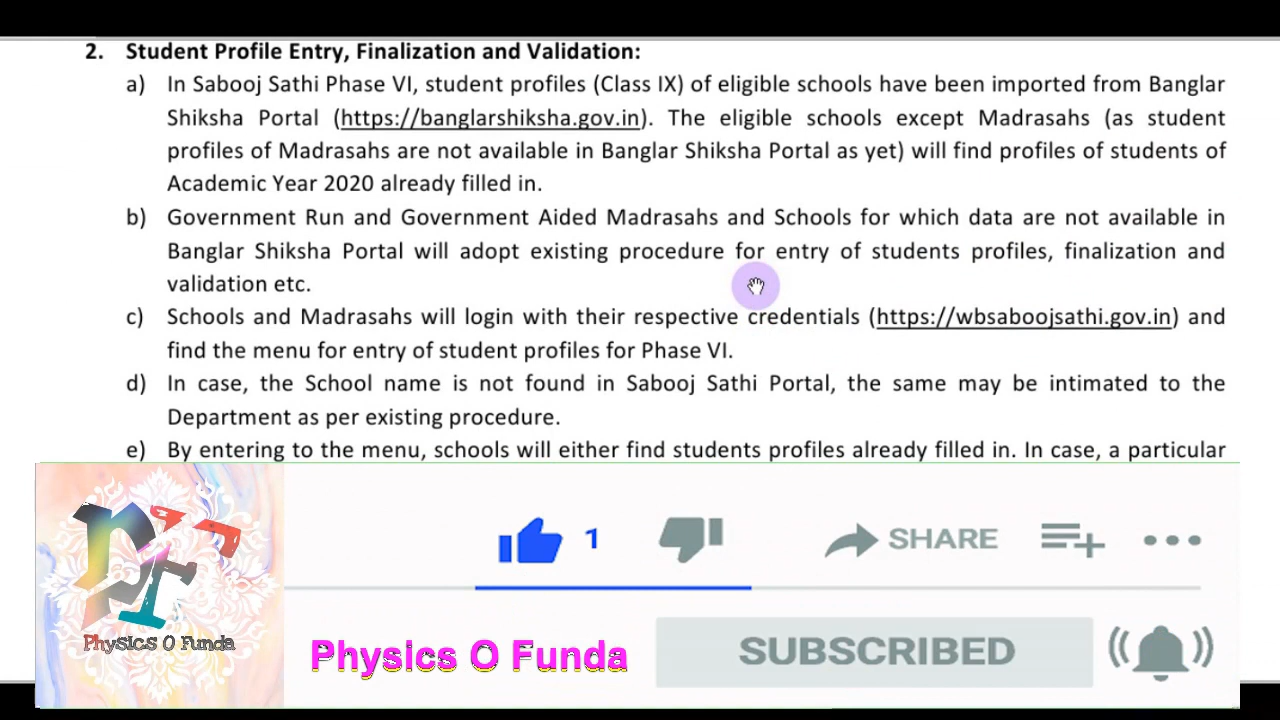 2. Student Profile Entry, Finalization and Validation:
a) In Sabooj Sathi Phase VI, student profiles (Class IX) of eligible schools have been imported from Banglar
Shiksha Portal (https://banglarshiksha.gov.in). The eligible schools except Madrasahs (as student
profiles of Madrasahs are not available in Banglar Shiksha Portal as yet) will find profiles of students of
Academic Year 2020 already filled in.
b) Government Run and Government Aided Madrasahs and Schools for which data are not available in
Banglar Shiksha Portal will adopt existing procedure for entry of students profiles, finalization and
validation etc.
c) Schools and Madrasahs will login with their respective credentials (https://wbsaboojsathi.gov.in) and
find the menu for entry of student profiles for Phase VI.
d) In case, the School name is not found in Sabooj Sathi Portal, the same may be intimated to the
Department as per existing procedure.
e) By entering to the menu, schools will either find students profiles already filled in. In case, a particular
1
SHARE
Physics O Funda
Physics O Funda
SUBSCRIBED